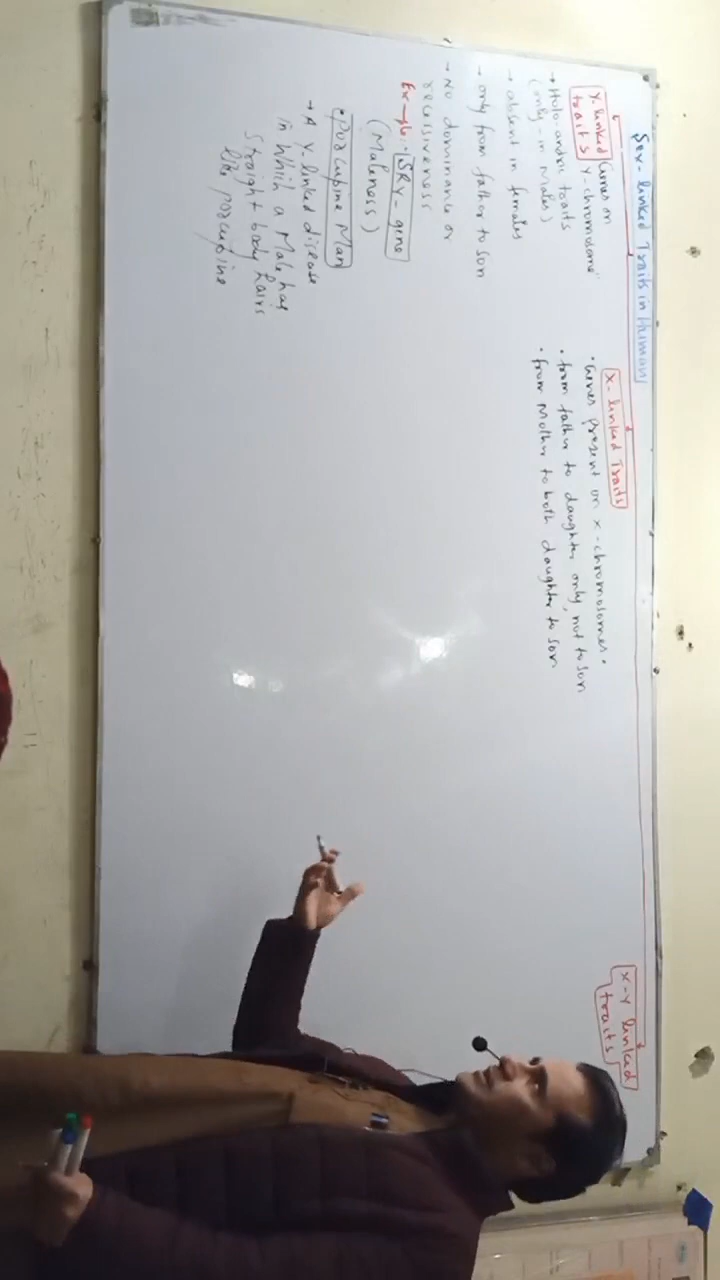 Sex-linked Traits in Human
Y-linked traits
Genes on
Y-chromosome"
→ Holo-andric traits
(only-in Males)
→ absent in females
→ only from father to son
→ No dominance or
recessiveness
Ex-ple:- SRY-gene
(Maleness)
Porcupine Man
→ A Y-linked disease
in which a Male has
straight body hairs
like porcupine
X-linked Traits
• Genes present on X-chromosomes.
• from father to daughter only, not to son
• from Mother to both daughter to son
X-Y linked
traits